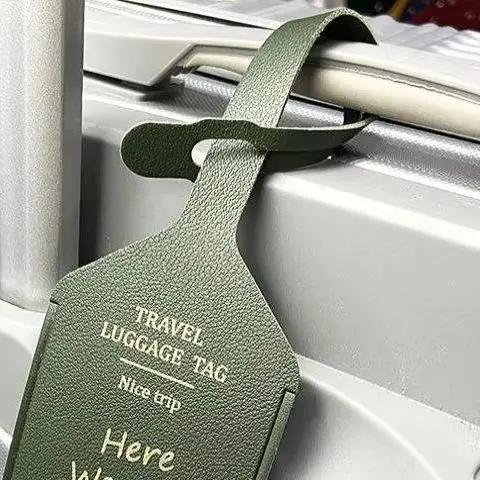 TRAVEL
LUGGAGE TAG
Nice trip
Here